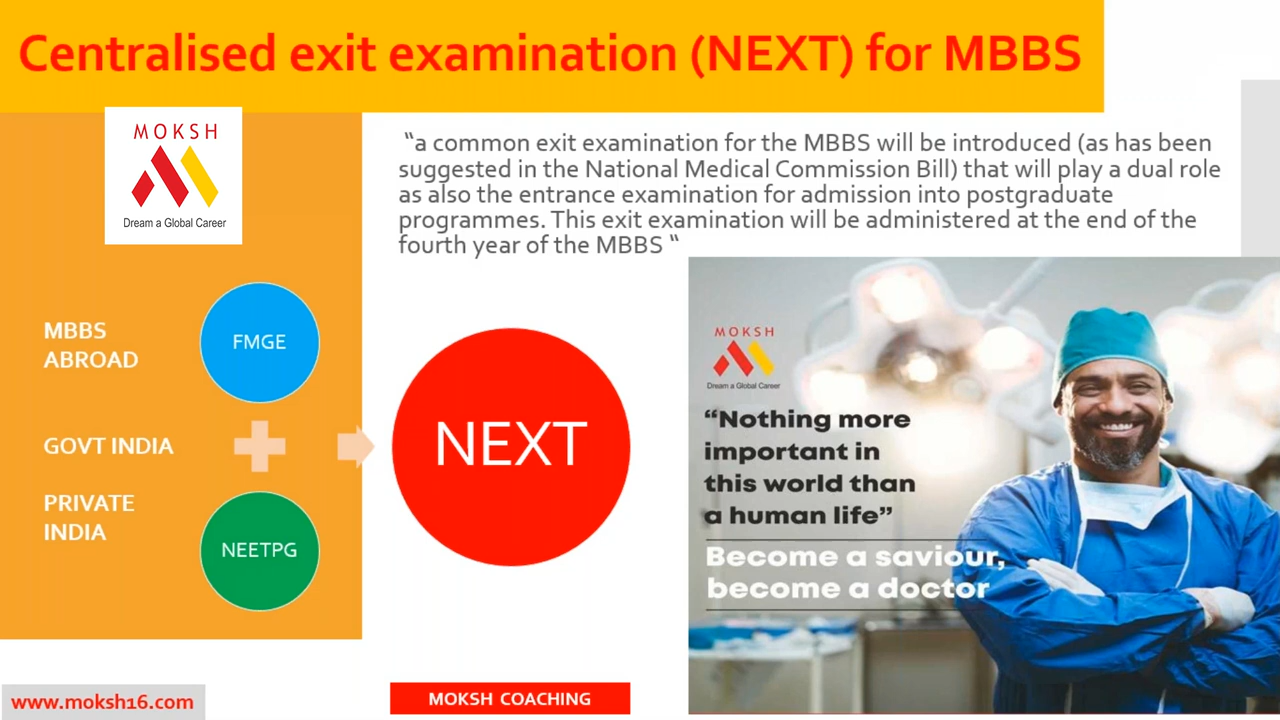 Centralised exit examination (NEXT) for MBBS
MOKSH
Dream a Global Career
“a common exit examination for the MBBS will be introduced (as has been
suggested in the National Medical Commission Bill) that will play a dual role
as also the entrance examination for admission into postgraduate
programmes. This exit examination will be administered at the end of the
fourth year of the MBBS “
MBBS
ABROAD
FMGE
GOVT INDIA
PRIVATE
INDIA
NEETPG
NEXT
MOKSH
Dream a Global Career
“Nothing more
important in
this world than
a human life”
Become a saviour,
become a doctor
www.moksh16.com
MOKSH COACHING